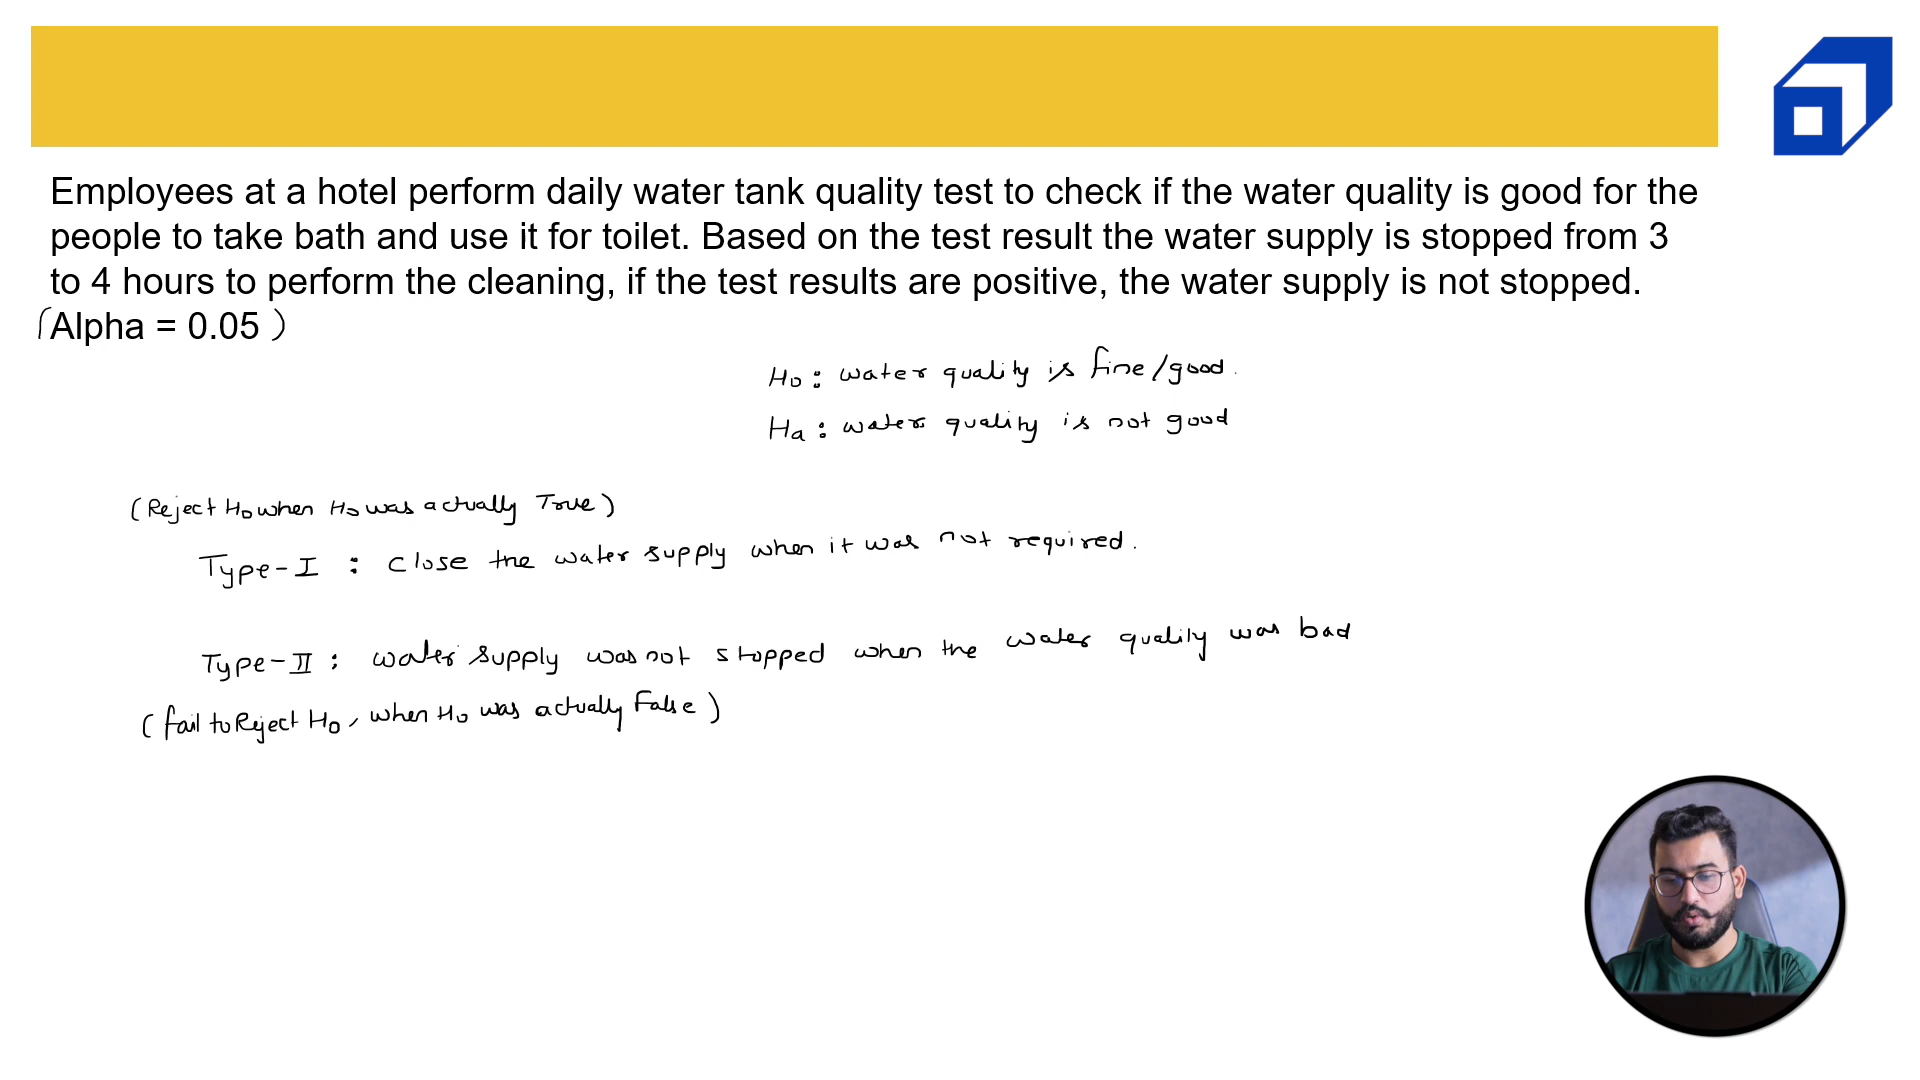 Employees at a hotel perform daily water tank quality test to check if the water quality is good for the
people to take bath and use it for toilet. Based on the test result the water supply is stopped from 3
to 4 hours to perform the cleaning, if the test results are positive, the water supply is not stopped.
(Alpha = 0.05 )
H0 : water quality is fine/good.
Ha : water quality is not good
(Reject H0 when H0 was actually True)
Type-I : close the water supply when it was not required.
Type-II : water supply was not stopped when the water quality was bad
(fail to Reject H0, when H0 was actually False)